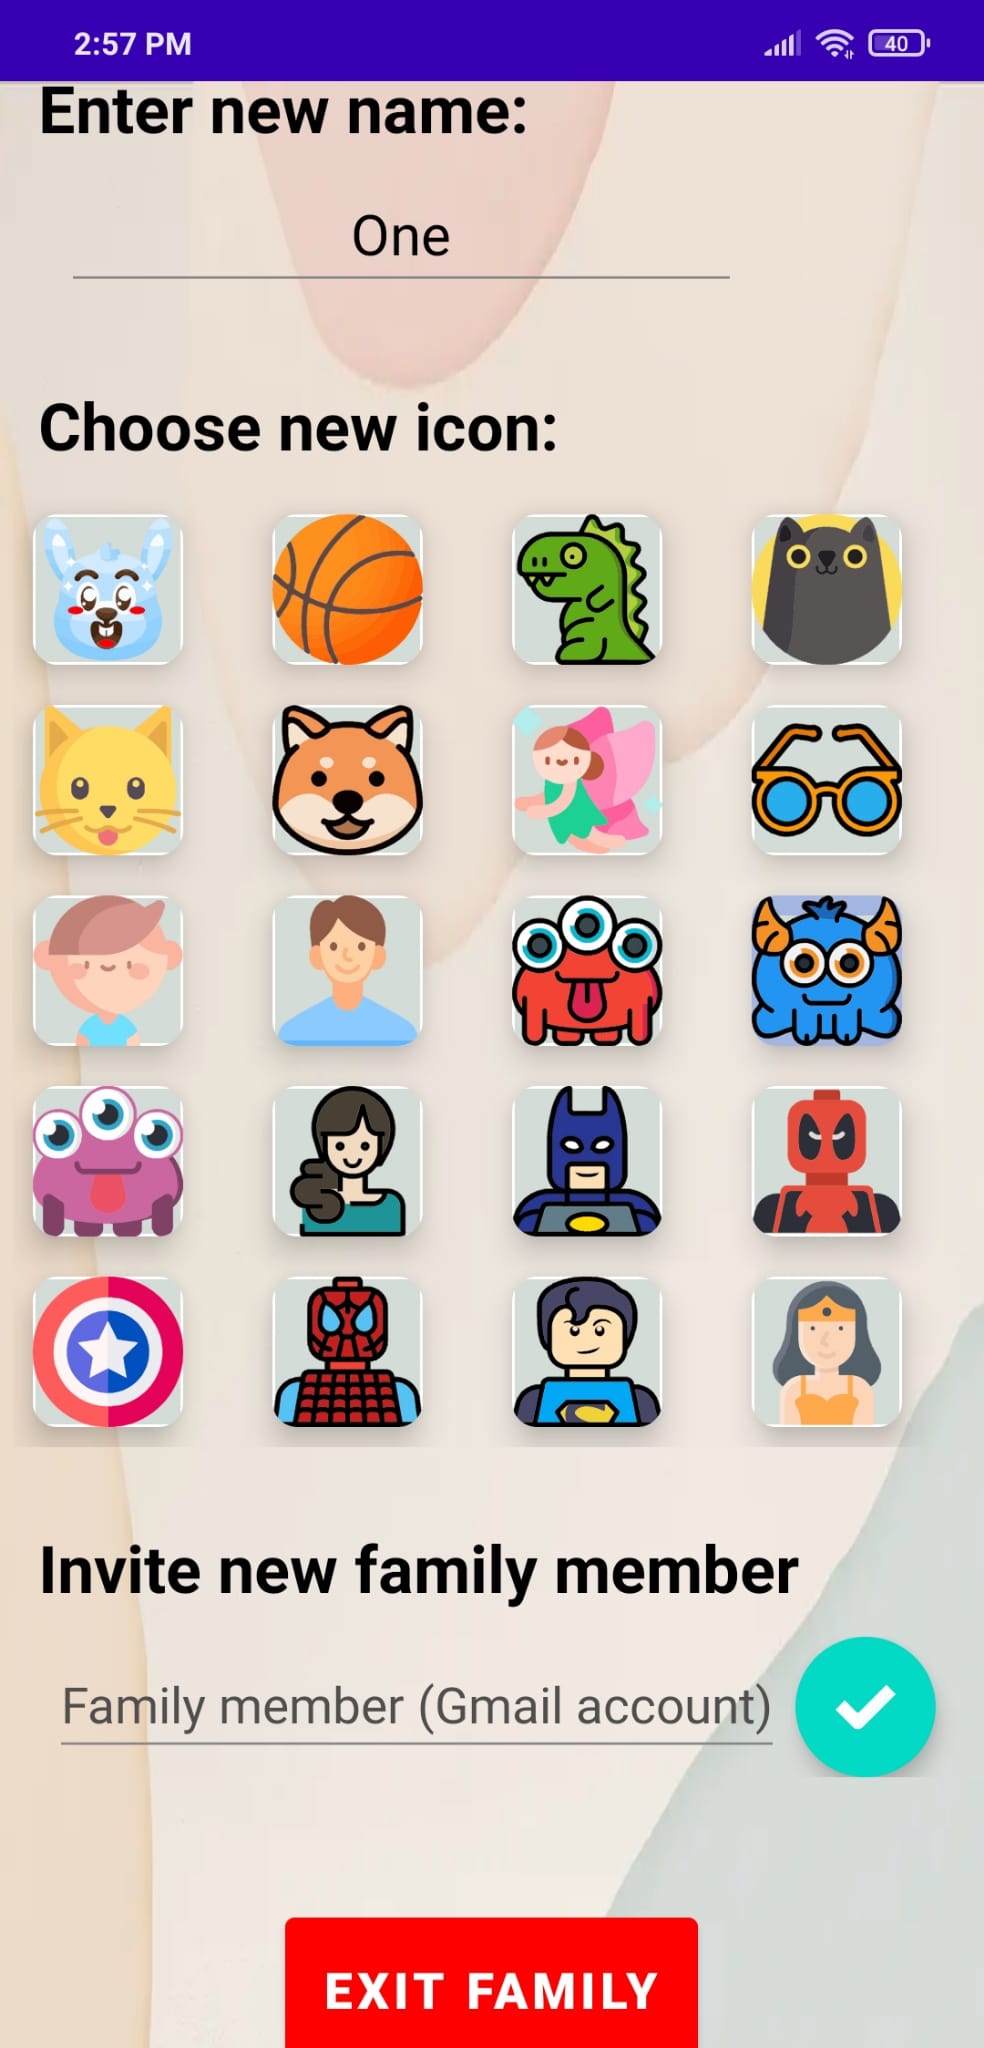 2:57 PM
40
Enter new name:
One
Choose new icon:
Invite new family member
Family member (Gmail account)
EXIT FAMILY